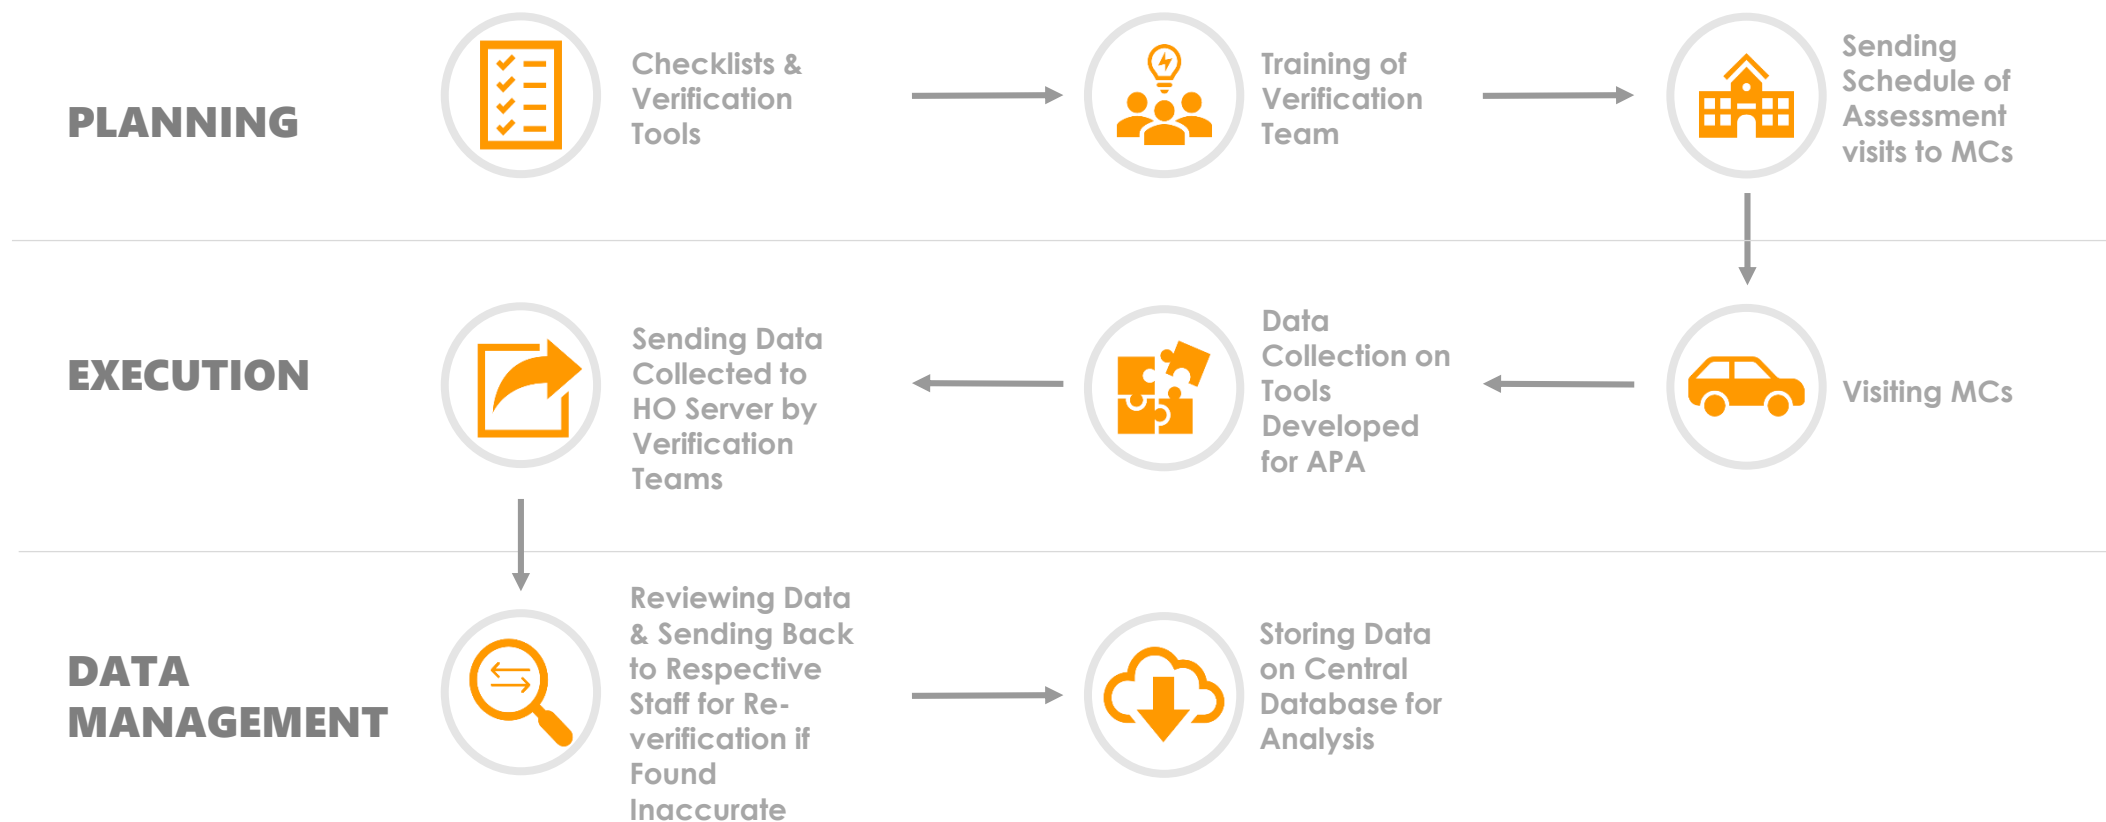 PLANNING
Checklists &
Verification
Tools
Training of
Verification
Team
Sending
Schedule of
Assessment
visits to MCs
EXECUTION
Sending Data
Collected to
HO Server by
Verification
Teams
Data
Collection on
Tools
Developed
for APA
Visiting MCs
DATA
MANAGEMENT
Reviewing Data
& Sending Back
to Respective
Staff for Re-
verification if
Found
Inaccurate
Storing Data
on Central
Database for
Analysis